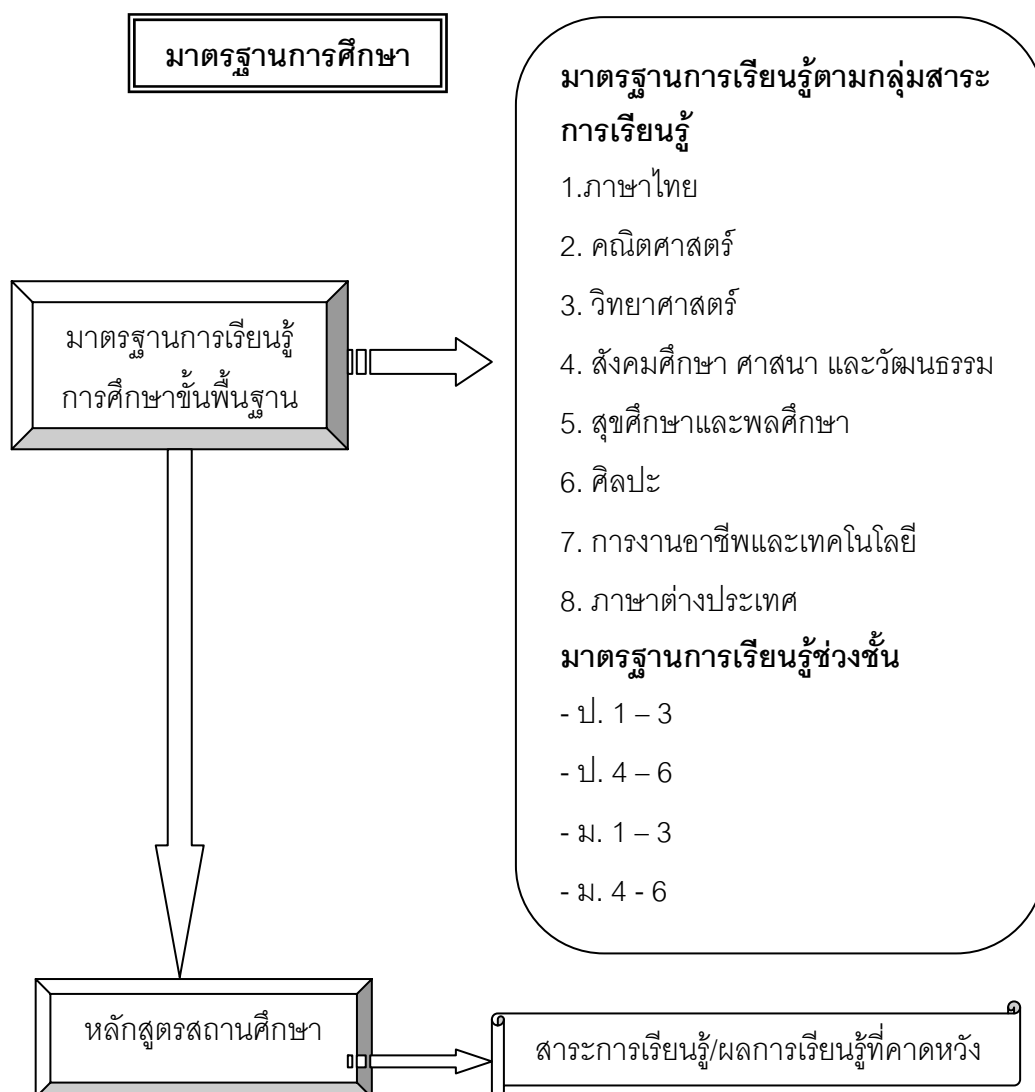 มาตรฐานการศึกษา
มาตรฐานการเรียนรู้ตามกลุ่มสาระ
การเรียนรู้
1.ภาษาไทย
2. คณิตศาสตร์
3. วิทยาศาสตร์
4. สังคมศึกษา ศาสนา และวัฒนธรรม
5. สุขศึกษาและพลศึกษา
6. ศิลปะ
7. การงานอาชีพและเทคโนโลยี
8. ภาษาต่างประเทศ
มาตรฐานการเรียนรู้ช่วงชั้น
- ป. 1 – 3
- ป. 4 – 6
- ม. 1 – 3
- ม. 4 - 6
มาตรฐานการเรียนรู้
การศึกษาขั้นพื้นฐาน
หลักสูตรสถานศึกษา
สาระการเรียนรู้/ผลการเรียนรู้ที่คาดหวัง